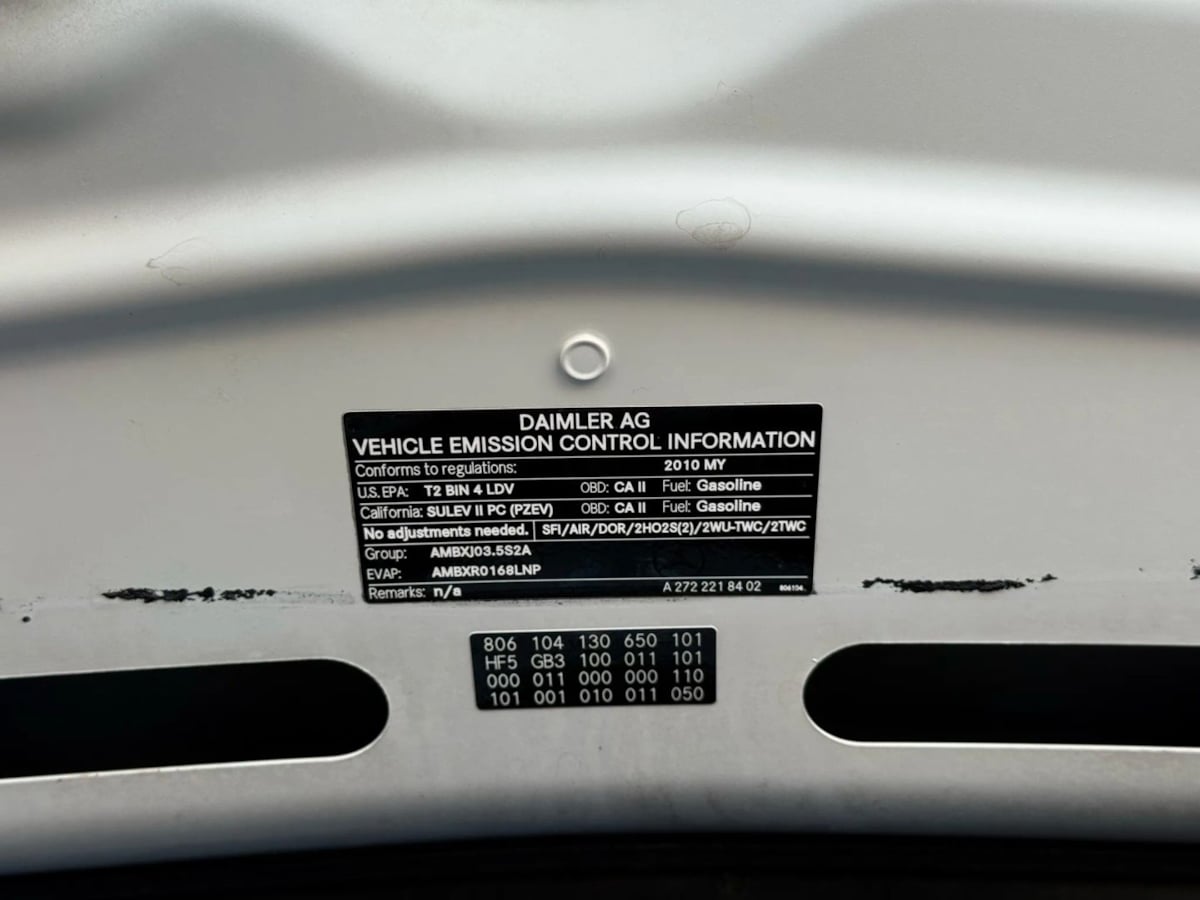 DAIMLER AG
VEHICLE EMISSION CONTROL INFORMATION
Conforms to regulations: 2010 MY
U.S. EPA: T2 BIN 4 LDV OBD: CA II Fuel: Gasoline
California: SULEV II PC (PZEV) OBD: CA II Fuel: Gasoline
No adjustments needed. SFI/AIR/DOR/2HO2S(2)/2WU-TWC/2TWC
Group: AMBXJ03.5S2A
EVAP: AMBXR0168LNP
Remarks: n/a A 272 221 84 02
806 104 130 650 101
HF5 GB3 100 011 101
000 011 000 000 110
101 001 010 011 050